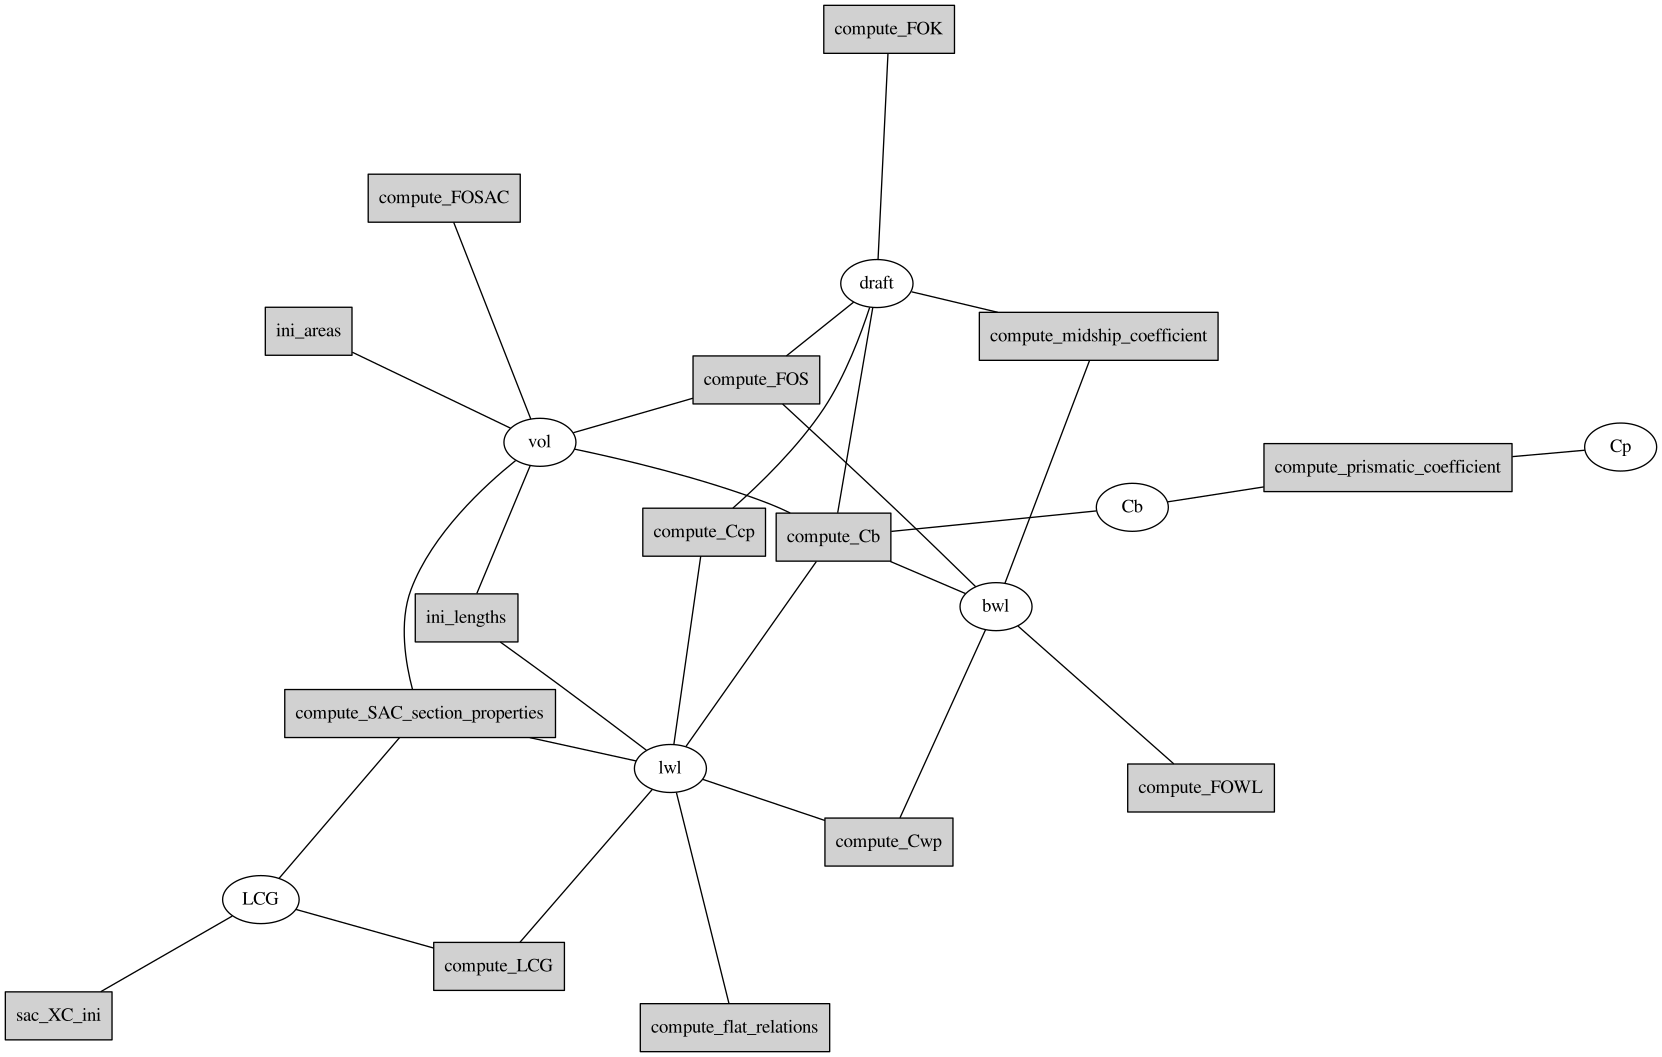 compute_FOK
compute_FOSAC
draft
ini_areas
compute_midship_coefficient
compute_FOS
vol
Cp
compute_prismatic_coefficient
Cb
compute_Ccp
compute_Cb
bwl
ini_lengths
compute_SAC_section_properties
lwl
compute_FOWL
compute_Cwp
LCG
compute_LCG
sac_XC_ini
compute_flat_relations